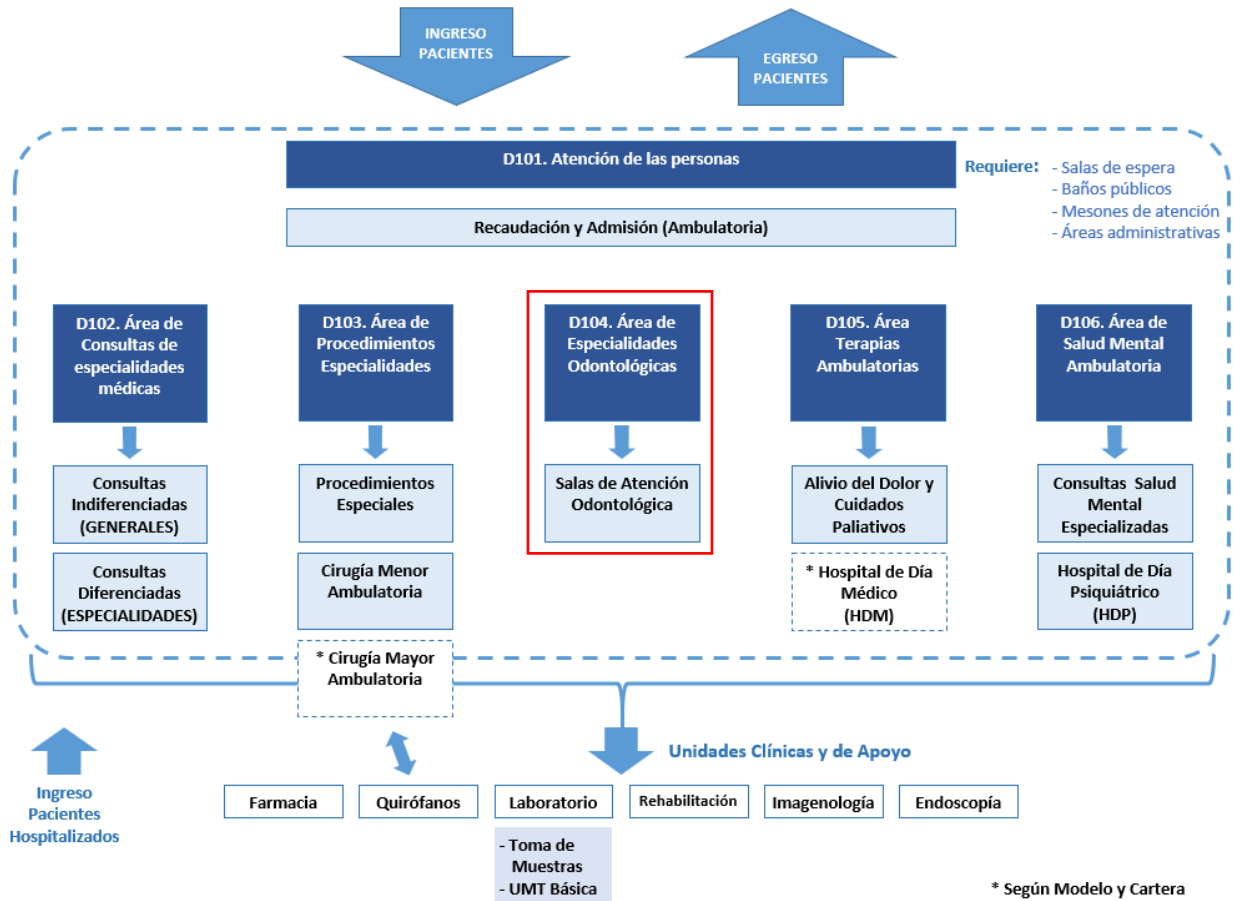 INGRESO
PACIENTES
EGRESO
PACIENTES
D101. Atención de las personas
Requiere:
- Salas de espera
- Baños públicos
- Mesones de atención
- Áreas administrativas
Recaudación y Admisión (Ambulatoria)
D102. Área de
Consultas de
especialidades
médicas
D103. Área de
Procedimientos
Especialidades
D104. Área de
Especialidades
Odontológicas
D105. Área
Terapias
Ambulatorias
D106. Área de
Salud Mental
Ambulatoria
Consultas
Indiferenciadas
(GENERALES)
Procedimientos
Especiales
Salas de Atención
Odontológica
Alivio del Dolor y
Cuidados
Paliativos
Consultas Salud
Mental
Especializadas
Consultas
Diferenciadas
(ESPECIALIDADES)
Cirugía Menor
Ambulatoria
* Hospital de Día
Médico
(HDM)
Hospital de Día
Psiquiátrico
(HDP)
* Cirugía Mayor
Ambulatoria
Unidades Clínicas y de Apoyo
Ingreso
Pacientes
Hospitalizados
Farmacia
Quirófanos
Laboratorio
Rehabilitación
Imagenología
Endoscopía
- Toma de
Muestras
- UMT Básica
* Según Modelo y Cartera